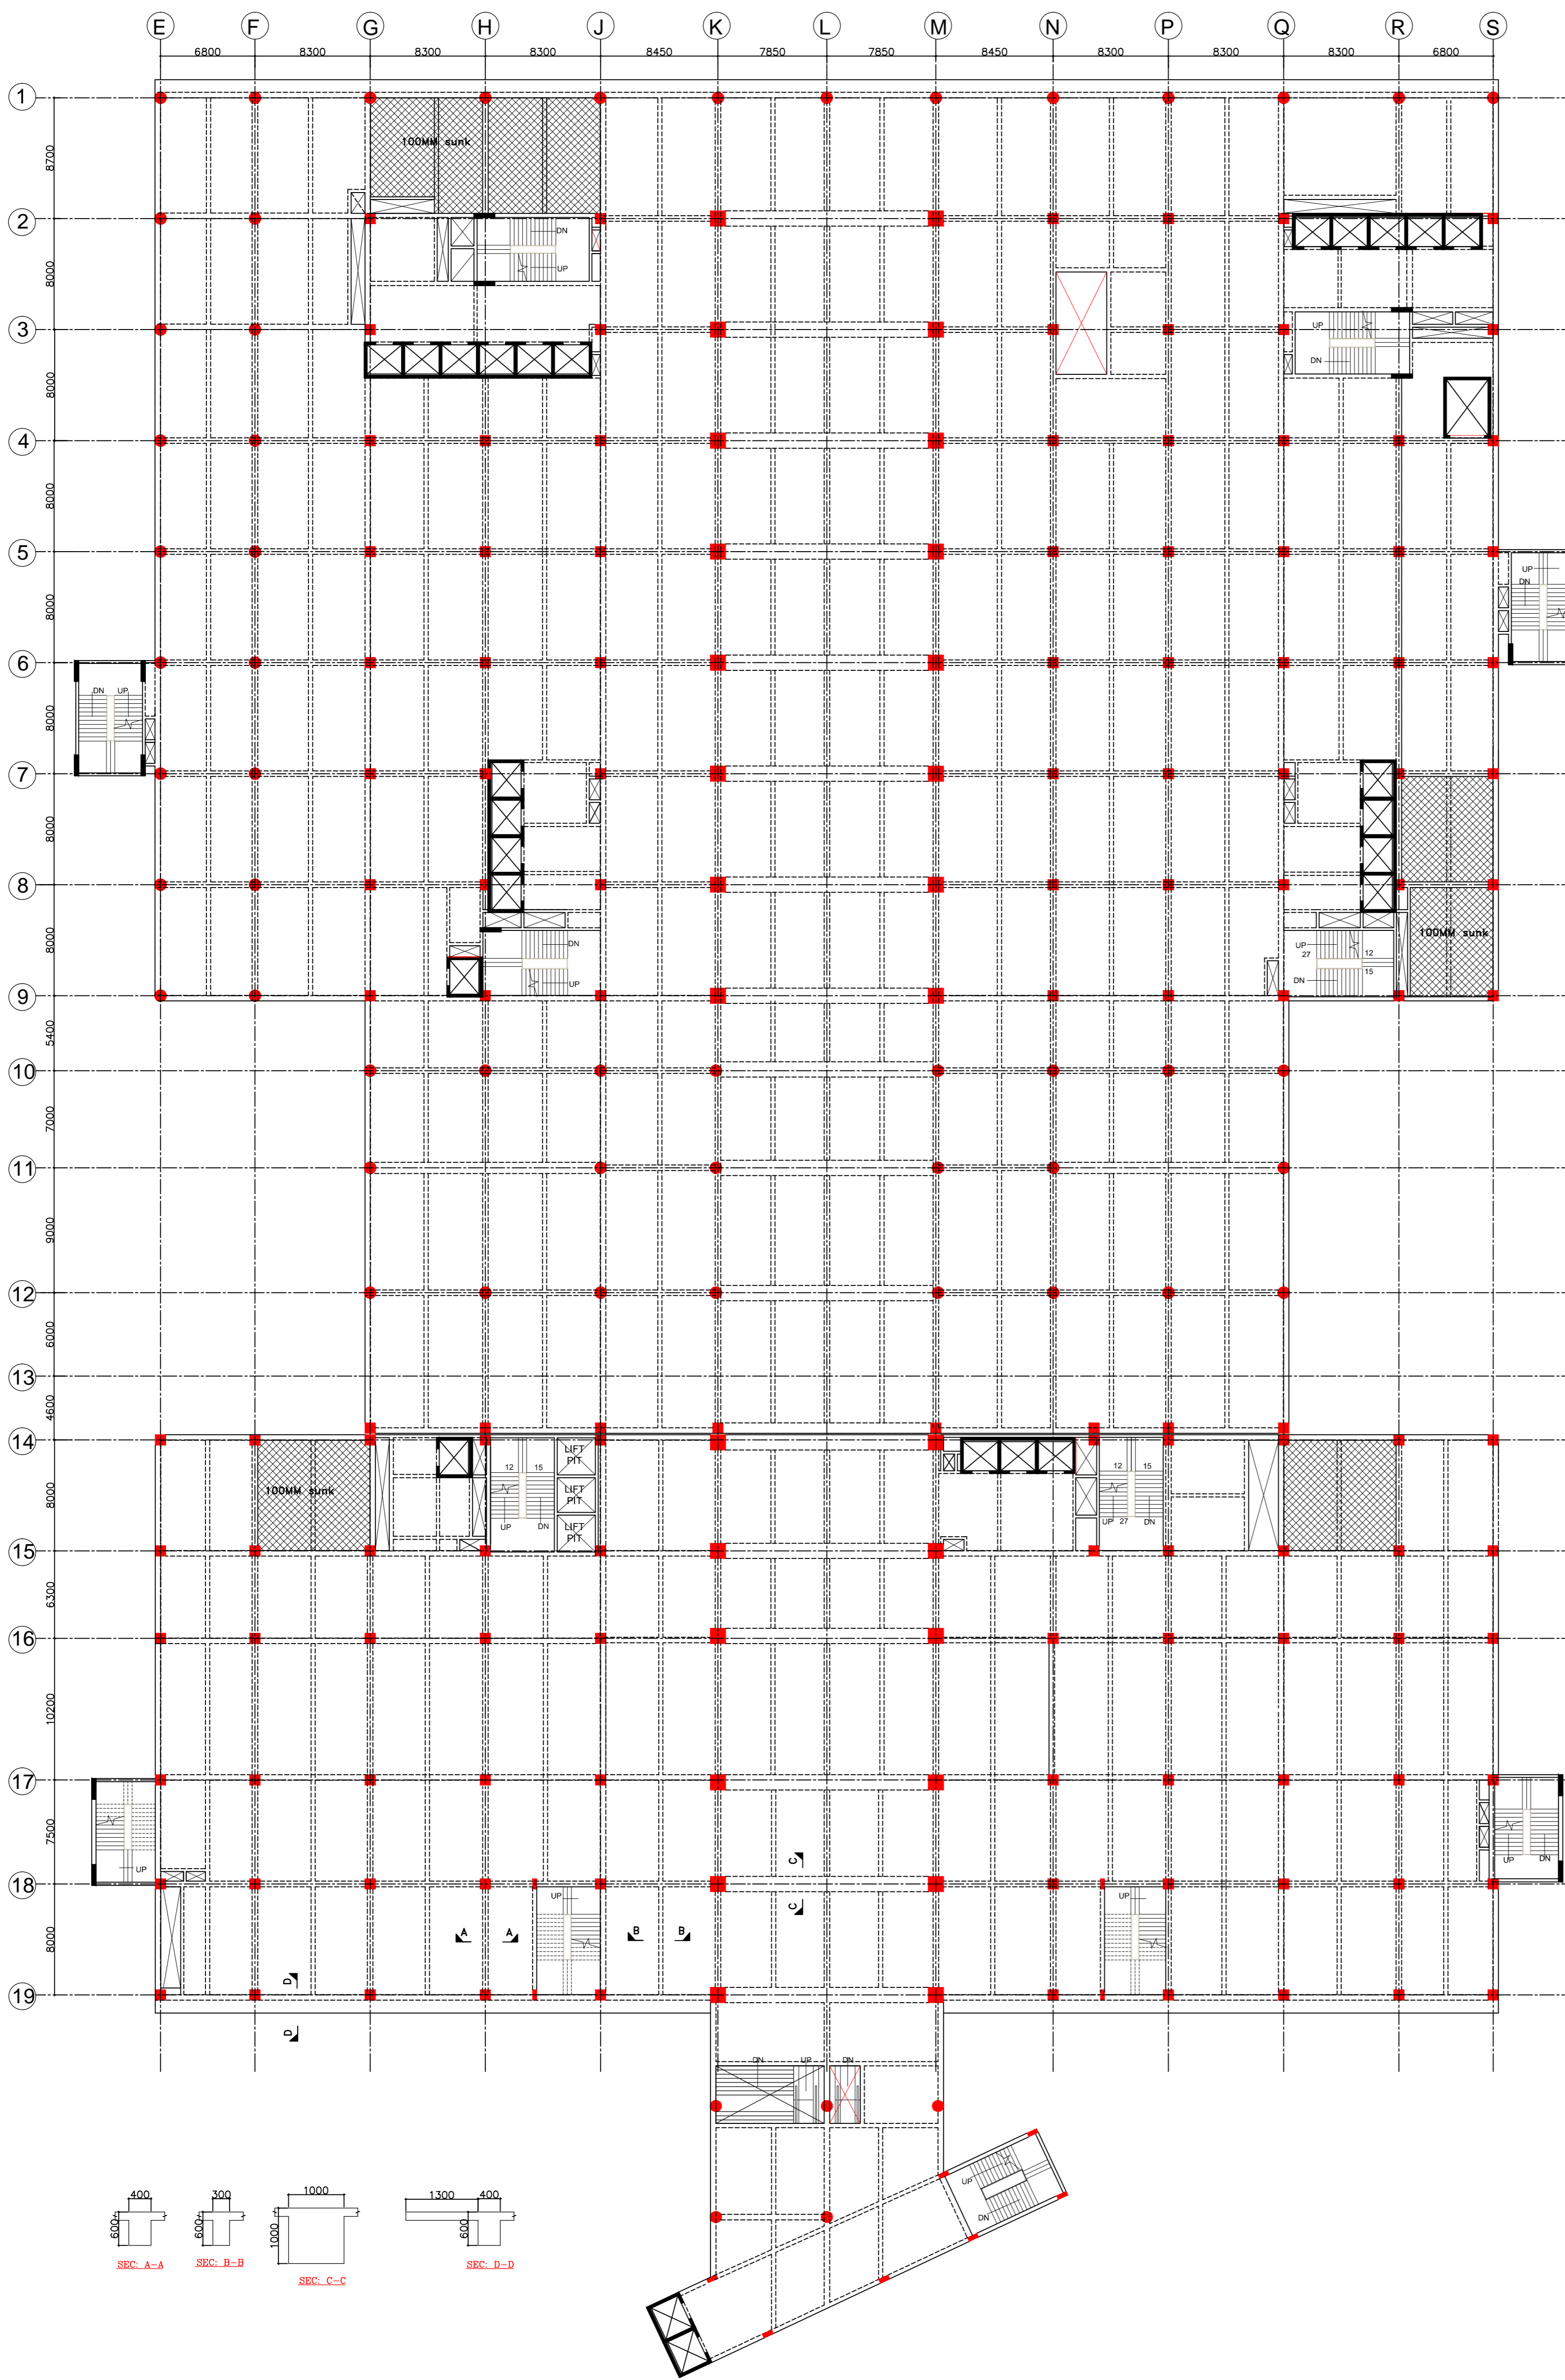 E F G H J K L M N P Q R S
6800 8300 8300 8300 8450 7850 7850 8450 8300 8300 8300 6800
1
8700
100MM sunk
2
DN
UP
8000
3
UP
DN
8000
4
8000
5
UP
DN
8000
6
DN UP
8000
7
8000
8
8000
100MM sunk
DN
UP
UP
27
12
15
DN
9
5400
10
7000
11
9000
12
6000
13
4600
14
LIFT
PIT
12 15
12 15
100MM sunk
LIFT
PIT
8000
UP DN
LIFT
PIT
UP 27 DN
15
6300
16
10200
17
7500
UP
UP DN
C
18
UP
UP
C
A A B B
8000
D
19
D
DN UP DN
UP
DN
400 300 1000 1300 400
600 600 1000 600
SEC: A-A SEC: B-B SEC: C-C SEC: D-D